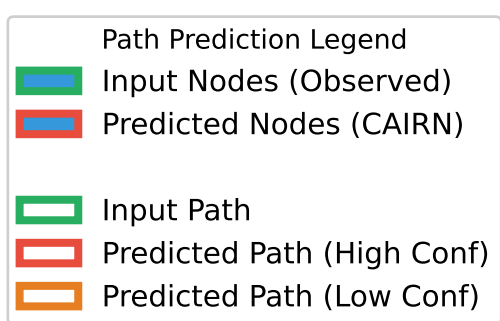 Path Prediction Legend
Input Nodes (Observed)
Predicted Nodes (CAIRN)
Input Path
Predicted Path (High Conf)
Predicted Path (Low Conf)